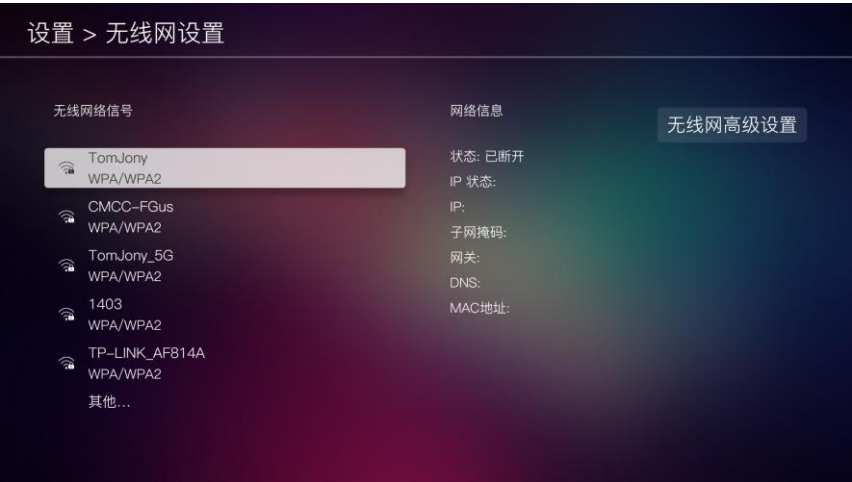 设置 > 无线网设置
无线网络信号
TomJony
WPA/WPA2
CMCC-FGus
WPA/WPA2
TomJony_5G
WPA/WPA2
1403
WPA/WPA2
TP-LINK_AF814A
WPA/WPA2
其他...
网络信息
状态: 已断开
IP 状态:
IP:
子网掩码:
网关:
DNS:
MAC地址:
无线网高级设置